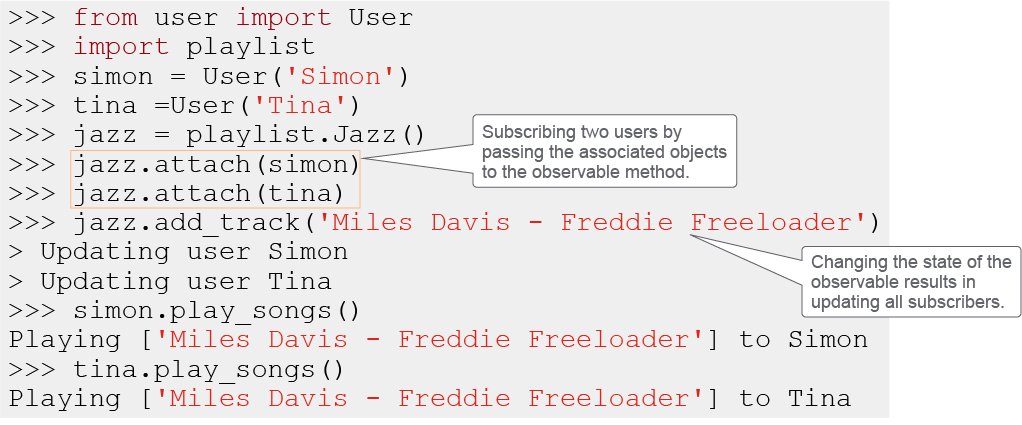 >>> from user import User
>>> import playlist
>>> simon = User('Simon')
>>> tina =User('Tina')
>>> jazz = playlist.Jazz()
>>> jazz.attach(simon)
>>> jazz.attach(tina)
Subscribing two users by
passing the associated objects
to the observable method.
>>> jazz.add_track('Miles Davis - Freddie Freeloader')
> Updating user Simon
> Updating user Tina
Changing the state of the
observable results in
updating all subscribers.
>>> simon.play_songs()
Playing ['Miles Davis - Freddie Freeloader'] to Simon
>>> tina.play_songs()
Playing ['Miles Davis - Freddie Freeloader'] to Tina